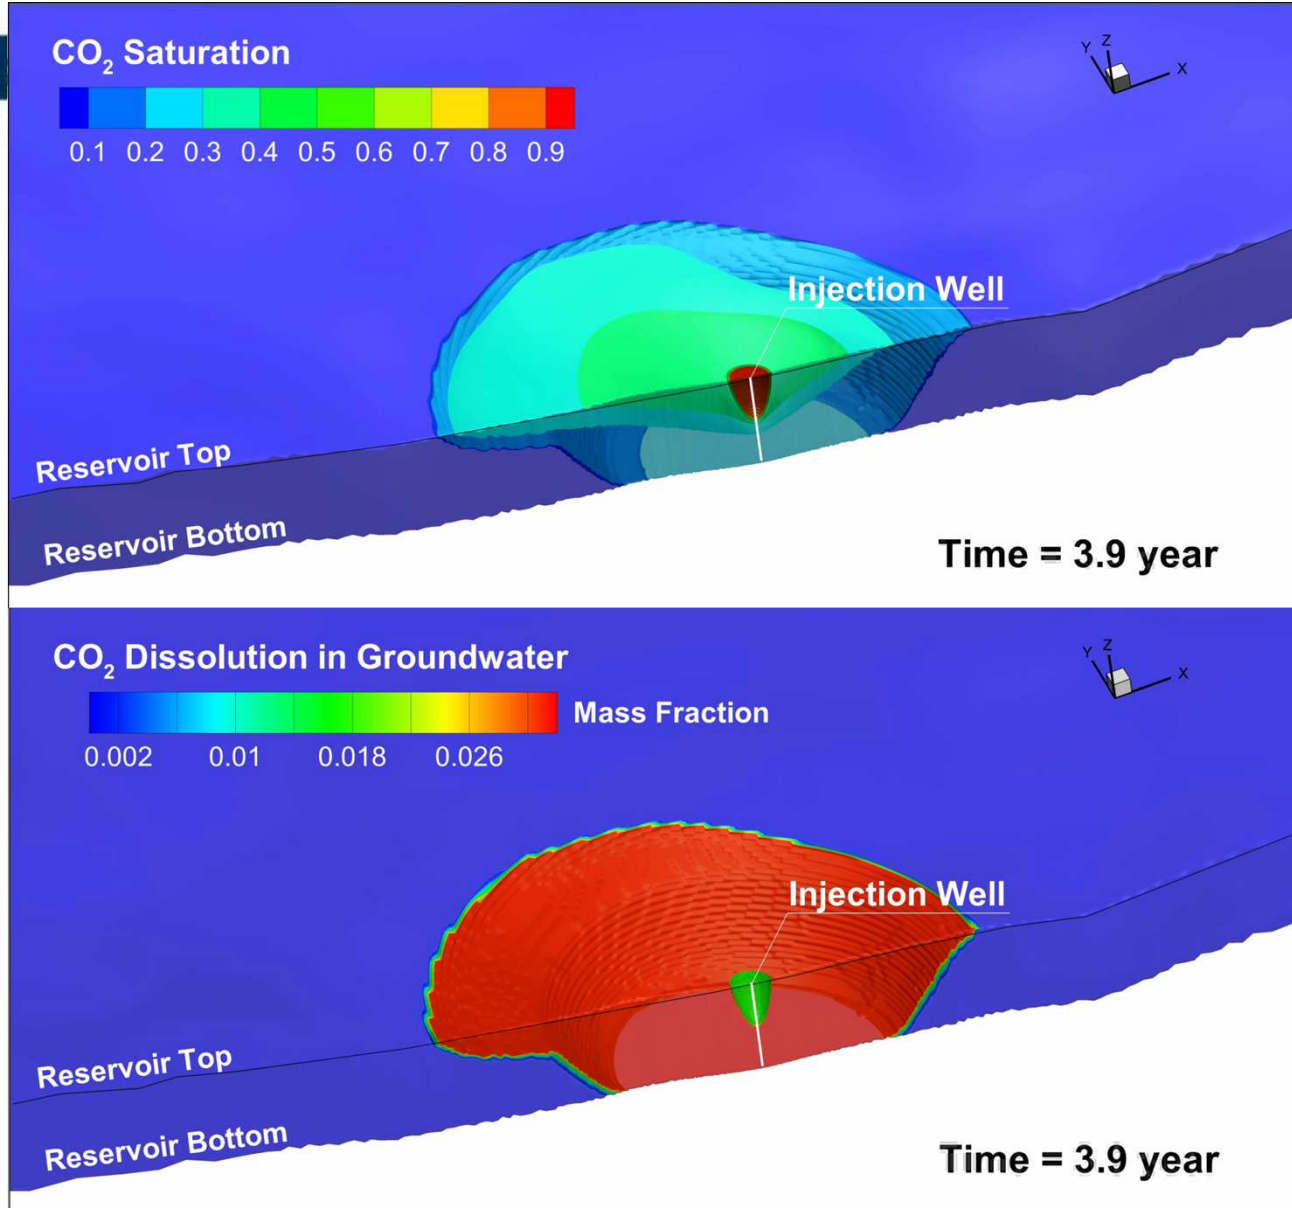 CO₂ Saturation
0.1 0.2 0.3 0.4 0.5 0.6 0.7 0.8 0.9
Y Z X
Injection Well
Reservoir Top
Reservoir Bottom
Time = 3.9 year
CO₂ Dissolution in Groundwater
Mass Fraction
0.002 0.01 0.018 0.026
Y Z X
Injection Well
Reservoir Top
Reservoir Bottom
Time = 3.9 year